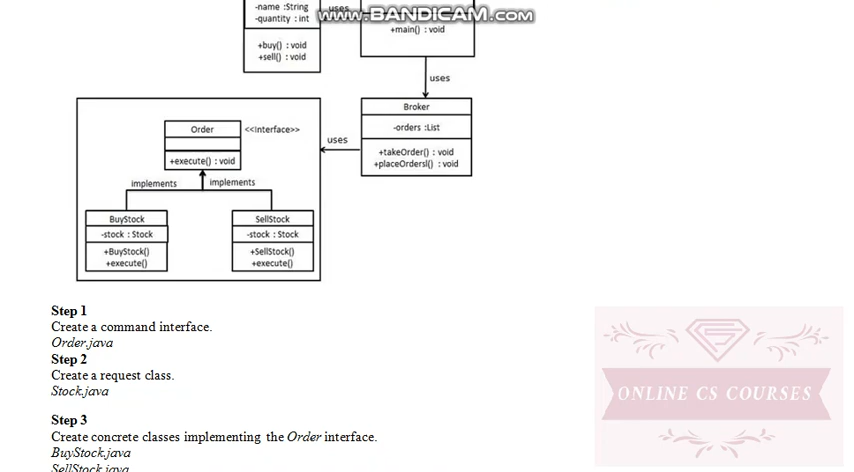 -name :String
-quantity : int
uses
www.BANDICAM.com
+main() : void
+buy() : void
+sell() : void
uses
Broker
-orders :List
+takeOrder() : void
+placeOrdersl() : void
uses
Order
<<Interface>>
+execute() : void
implements
implements
BuyStock
-stock : Stock
+BuyStock()
+execute()
SellStock
-stock : Stock
+SellStock()
+execute()
Step 1
Create a command interface.
Order.java
Step 2
Create a request class.
Stock.java
Step 3
Create concrete classes implementing the Order interface.
BuyStock.java
SellStock.java
ONLINE CS COURSES